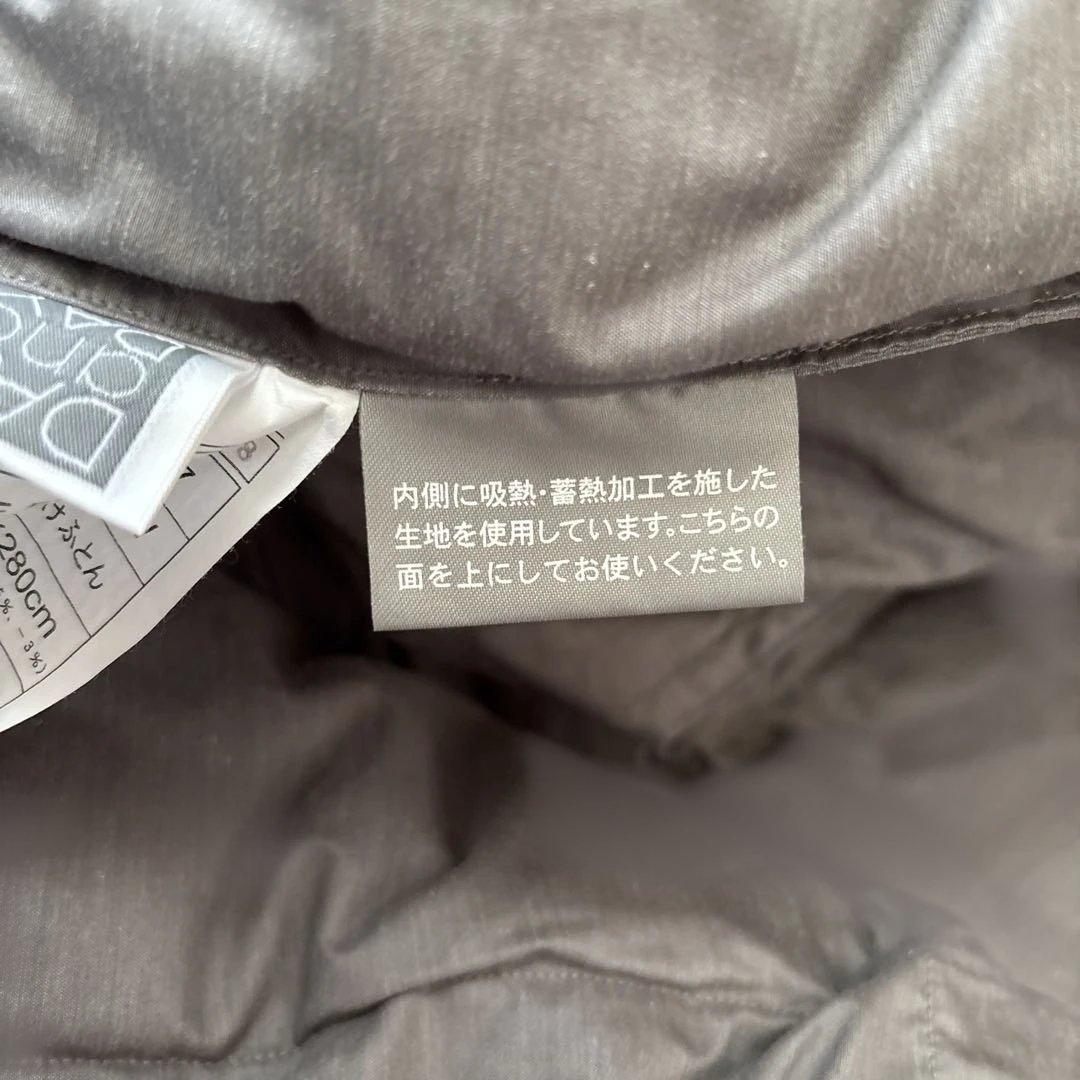 内側に吸熱・蓄熱加工を施した
生地を使用しています。こちらの
面を上にしてお使いください。
けふとん
280cm
－3%)